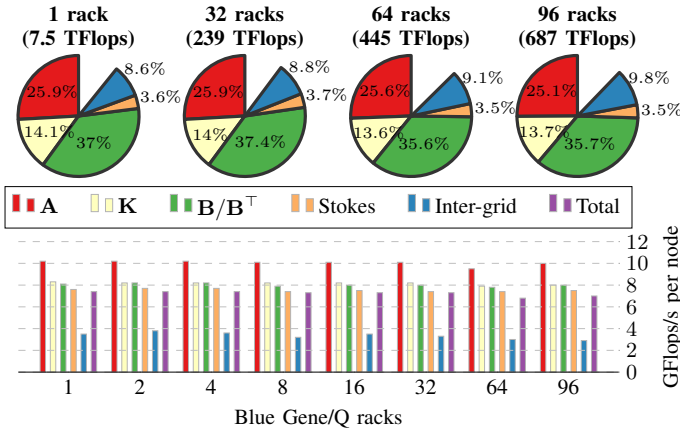 1 rack 32 racks 64 racks 96 racks
(7.5 TFlops) (239 TFlops) (445 TFlops) (687 TFlops)
8.6% 8.8% 9.1% 9.8%
25.9% 3.6% 25.9% 3.7% 25.6% 3.5% 25.1% 3.5%
14.1% 37% 14% 37.4% 13.6% 35.6% 13.7% 35.7%
A K B/B⊤ Stokes Inter-grid Total
12
10
8
6
4
2
0
GFlops/s per node
1 2 4 8 16 32 64 96
Blue Gene/Q racks